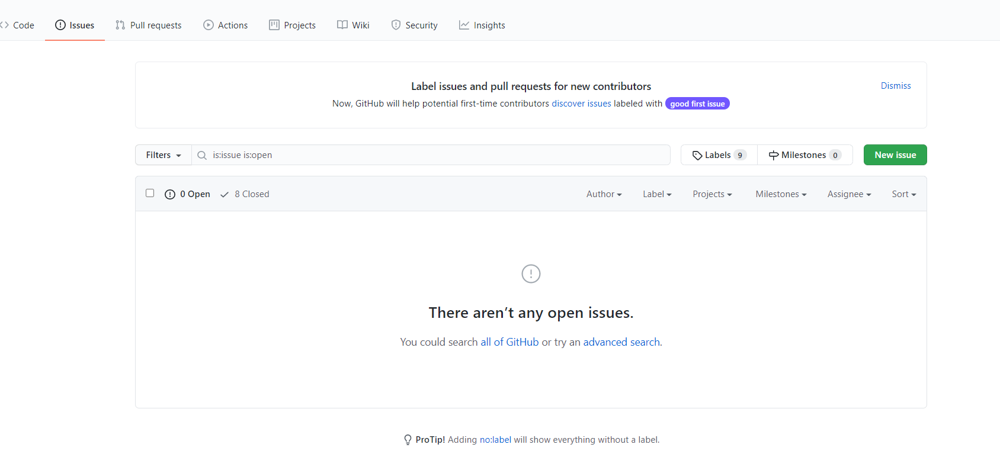 Code Issues Pull requests Actions Projects Wiki Security Insights
Label issues and pull requests for new contributors
Dismiss
Now, GitHub will help potential first-time contributors discover issues labeled with good first issue
Filters is:issue is:open Labels 9 Milestones 0 New issue
0 Open 8 Closed Author Label Projects Milestones Assignee Sort
There aren’t any open issues.
You could search all of GitHub or try an advanced search.
ProTip! Adding no:label will show everything without a label.